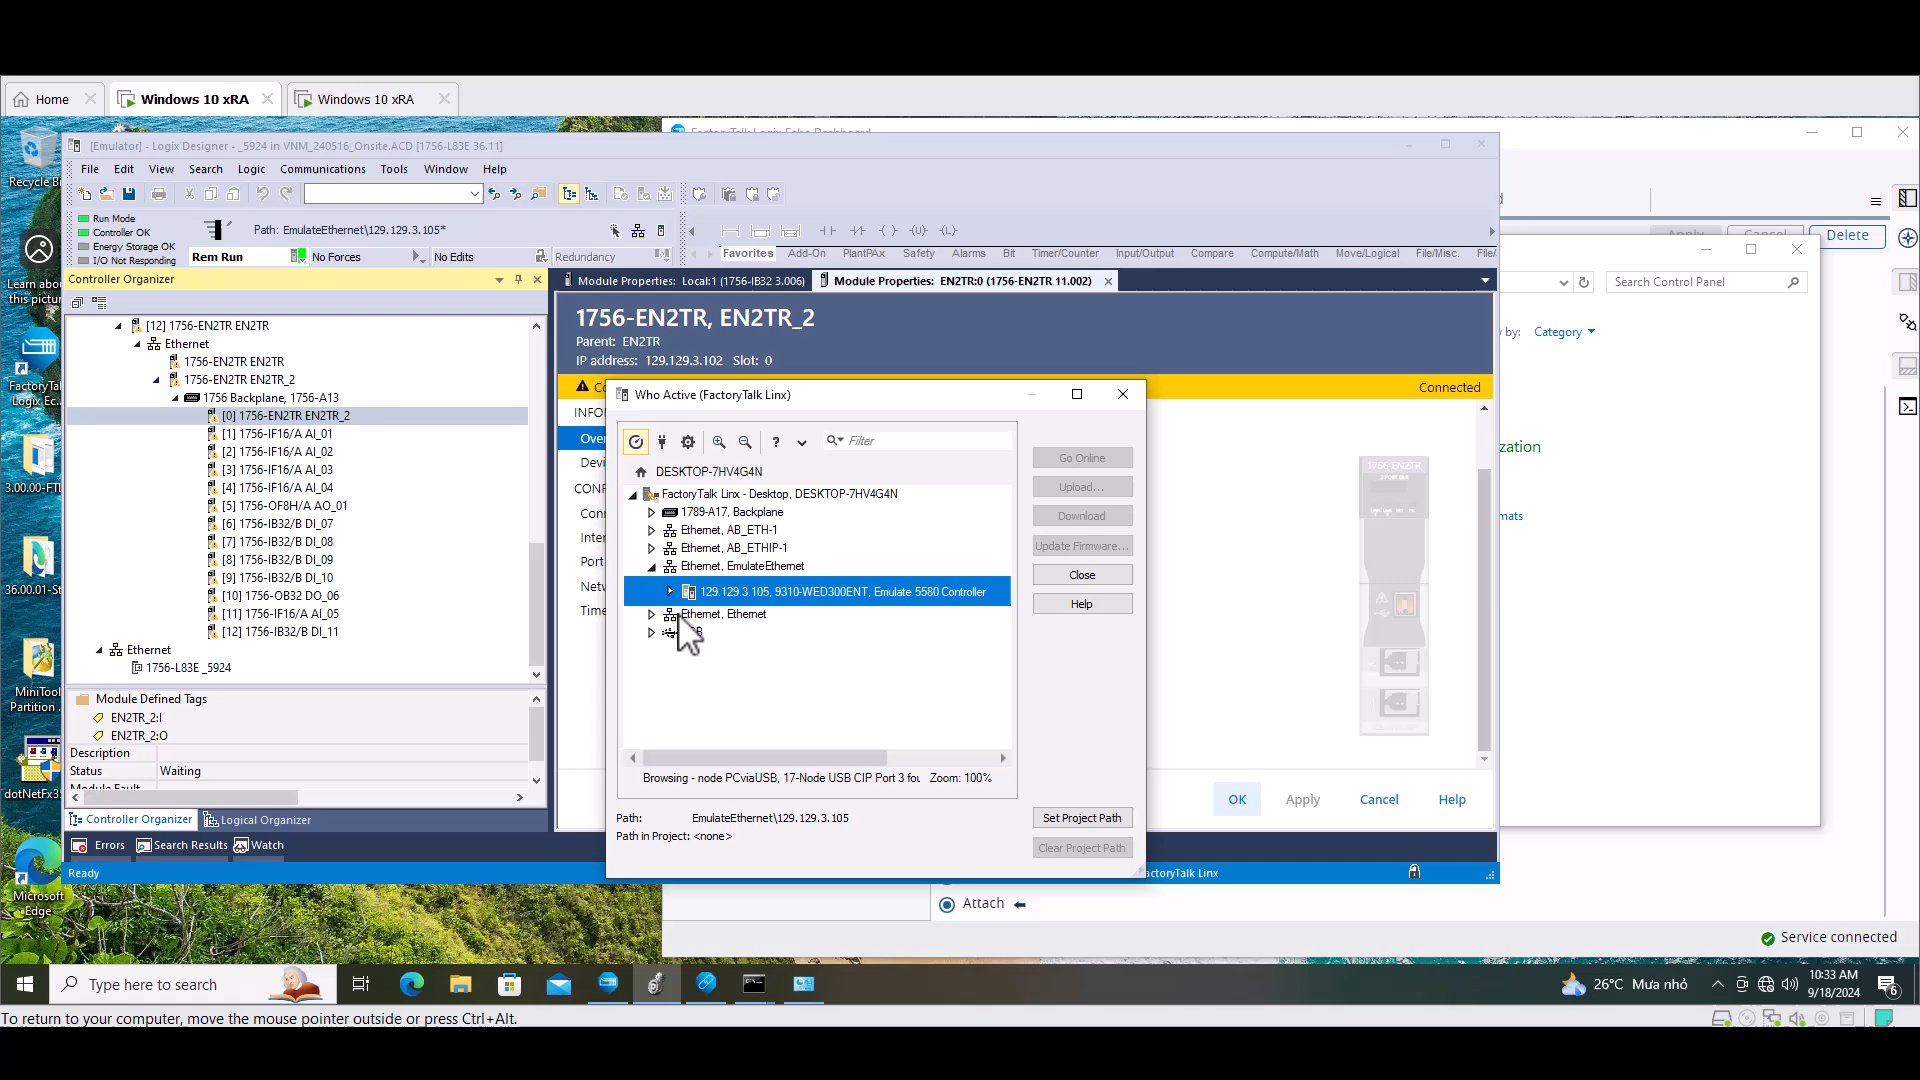 Home
Windows 10 xRA
Windows 10 xRA
[Emulator] - Logix Designer - _5924 in VNM_240516_Onsite.ACD [1756-L83E 36.11]
File Edit View Search Logic Communications Tools Window Help
Run Mode
Controller OK
Energy Storage OK
I/O Not Responding
Path: EmulateEthernet\129.129.3.105*
Rem Run
No Forces
No Edits
Redundancy
Favorites Add-On PlantPAx Safety Alarms Bit Timer/Counter Input/Output Compare Compute/Math Move/Logical File/Misc. File/
Controller Organizer
Module Properties: Local:1 (1756-IB32 3.006)
Module Properties: EN2TR:0 (1756-EN2TR 11.002)
[12] 1756-EN2TR EN2TR
Ethernet
1756-EN2TR EN2TR
1756-EN2TR EN2TR_2
1756 Backplane, 1756-A13
[0] 1756-EN2TR EN2TR_2
[1] 1756-IF16/A AI_01
[2] 1756-IF16/A AI_02
[3] 1756-IF16/A AI_03
[4] 1756-IF16/A AI_04
[5] 1756-OF8H/A AO_01
[6] 1756-IB32/B DI_07
[7] 1756-IB32/B DI_08
[8] 1756-IB32/B DI_09
[9] 1756-IB32/B DI_10
[10] 1756-OB32 DO_06
[11] 1756-IF16/A AI_05
[12] 1756-IB32/B DI_11
Ethernet
1756-L83E _5924
Module Defined Tags
EN2TR_2:I
EN2TR_2:O
Description
Status Waiting
Controller Organizer
Logical Organizer
Errors
Search Results
Watch
Ready
1756-EN2TR, EN2TR_2
Parent: EN2TR
IP address: 129.129.3.102 Slot: 0
Connected
1756-EN2TR
OK
Apply
Cancel
Help
Who Active (FactoryTalk Linx)
Filter
DESKTOP-7HV4G4N
FactoryTalk Linx - Desktop, DESKTOP-7HV4G4N
1789-A17, Backplane
Ethernet, AB_ETH-1
Ethernet, AB_ETHIP-1
Ethernet, EmulateEthernet
129.129.3.105, 9310-WED300ENT, Emulate 5580 Controller
Ethernet, Ethernet
Browsing - node PCviaUSB, 17-Node USB CIP Port 3 fou
Zoom: 100%
Go Online
Upload...
Download
Update Firmware...
Close
Help
Path: EmulateEthernet\129.129.3.105
Path in Project: <none>
Set Project Path
Clear Project Path
Delete
Search Control Panel
by: Category
Attach
Service connected
Microsoft
Edge
Type here to search
26°C Mưa nhỏ
10:33 AM
9/18/2024
6
To return to your computer, move the mouse pointer outside or press Ctrl+Alt.